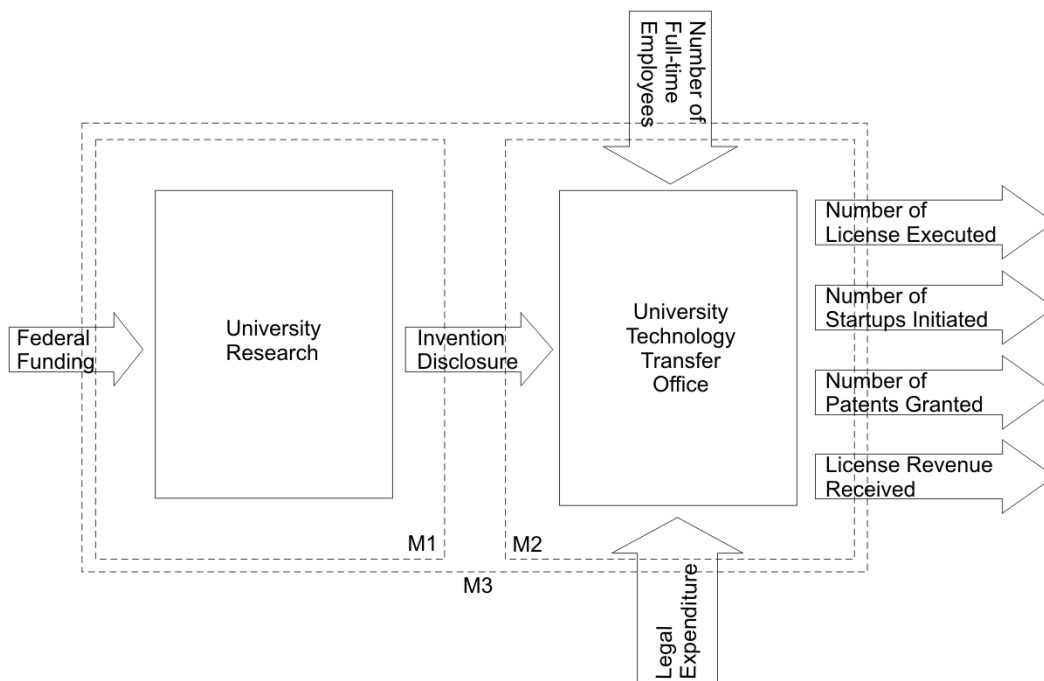 Number of
Full-time
Employees
Federal
Funding
University
Research
Invention
Disclosure
University
Technology
Transfer
Office
Number of
License Executed
Number of
Startups Initiated
Number of
Patents Granted
License Revenue
Received
M1
M2
M3
Legal
Expenditure